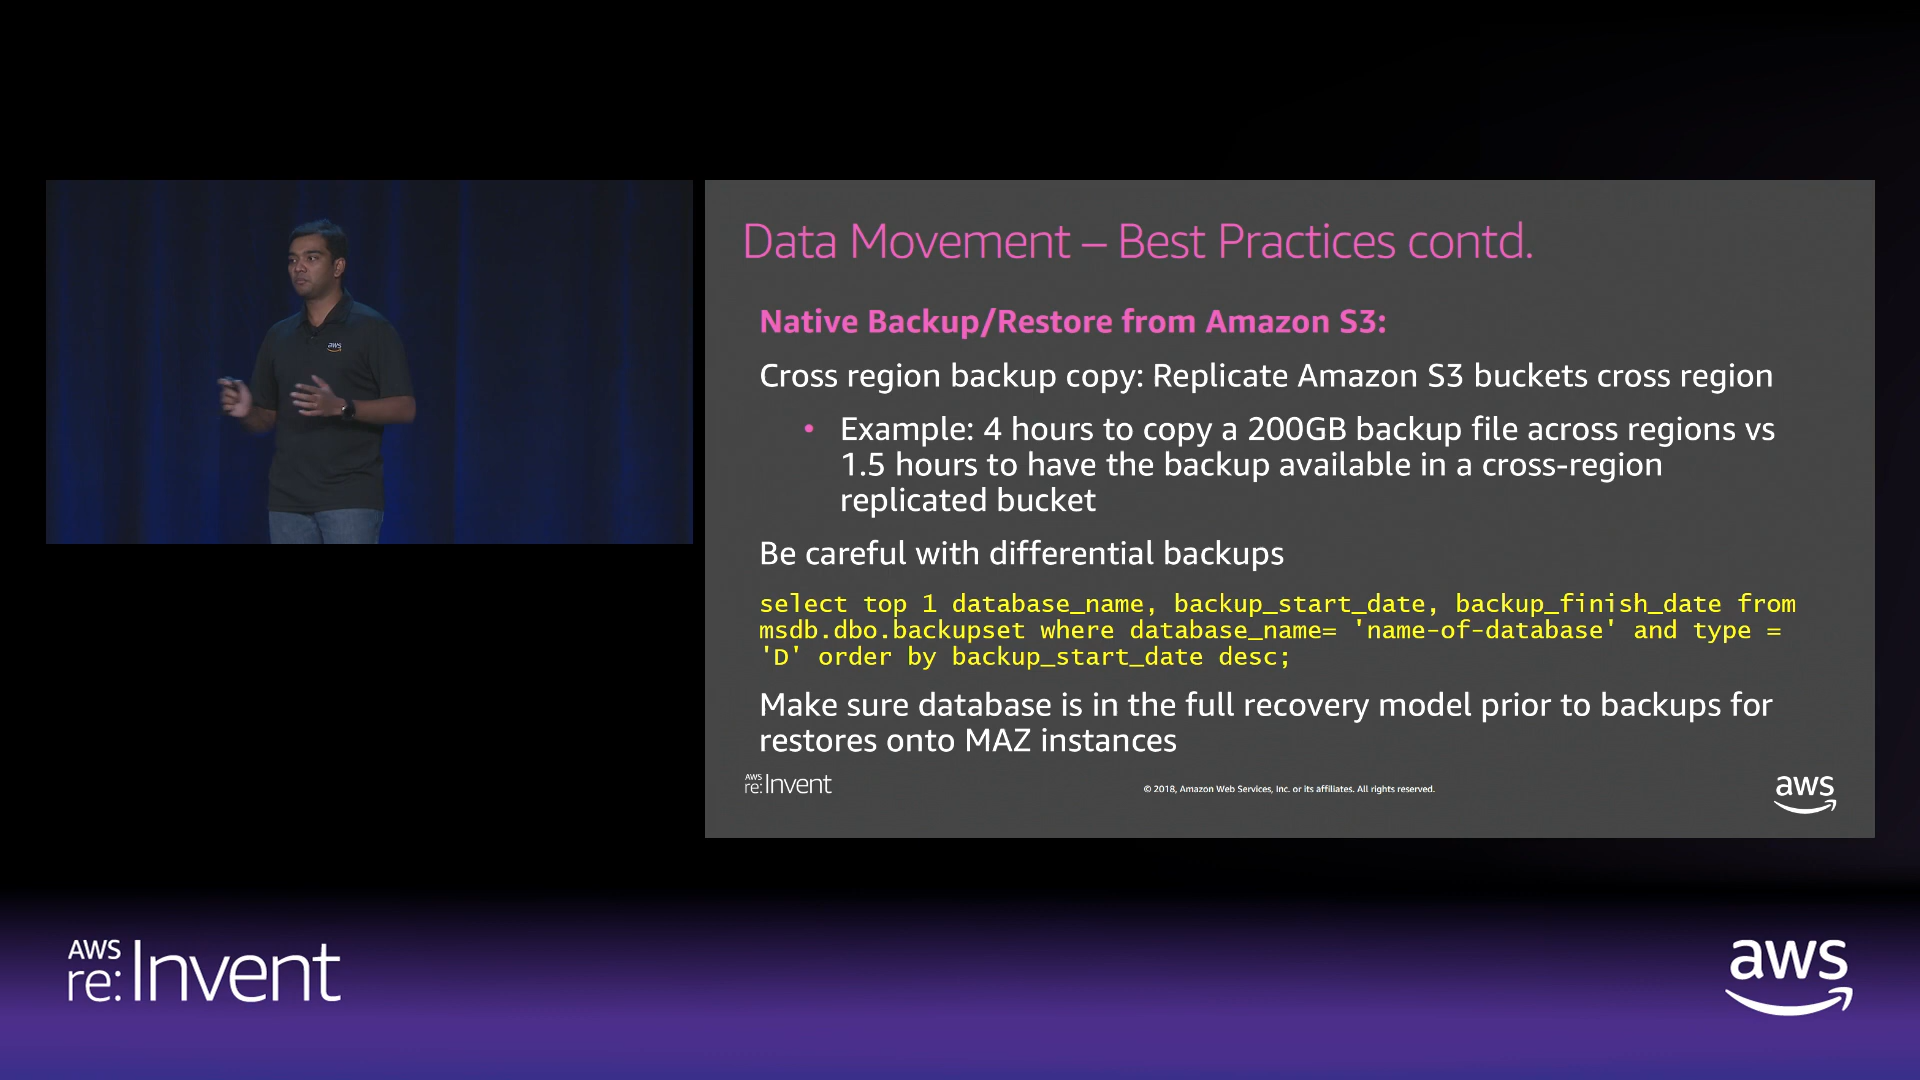 aws
Data Movement – Best Practices contd.
Native Backup/Restore from Amazon S3:
Cross region backup copy: Replicate Amazon S3 buckets cross region
• Example: 4 hours to copy a 200GB backup file across regions vs
1.5 hours to have the backup available in a cross-region
replicated bucket
Be careful with differential backups
select top 1 database_name, backup_start_date, backup_finish_date from
msdb.dbo.backupset where database_name= 'name-of-database' and type =
'D' order by backup_start_date desc;
Make sure database is in the full recovery model prior to backups for
restores onto MAZ instances
AWS
re:Invent
© 2018, Amazon Web Services, Inc. or its affiliates. All rights reserved.
aws
AWS
re:Invent
aws